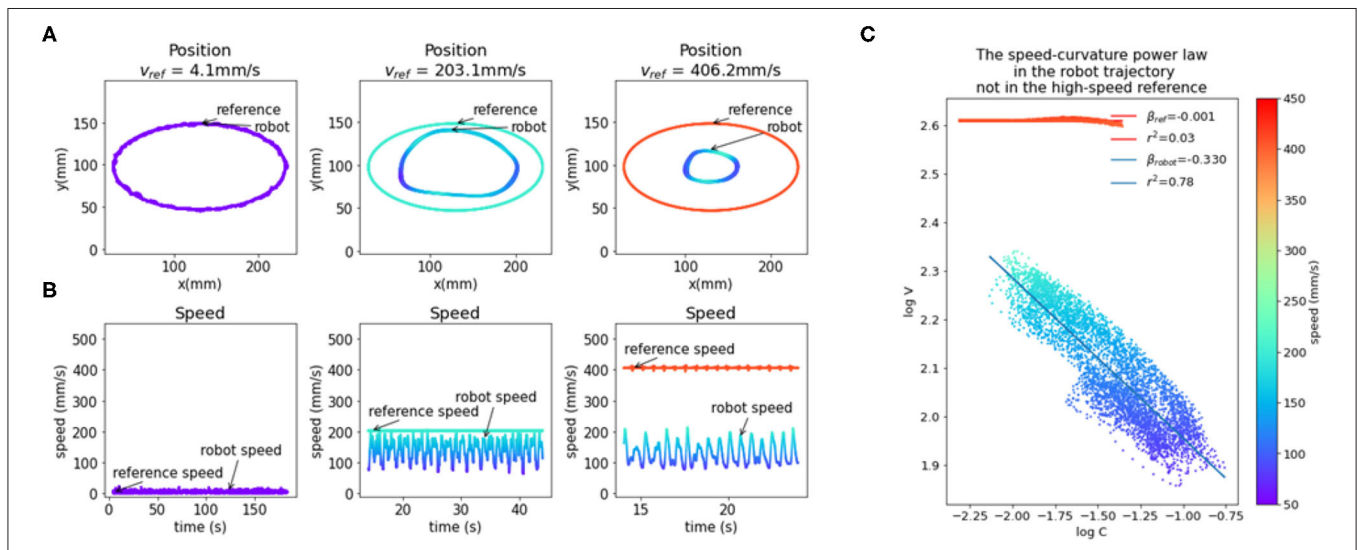 A
Position
v_ref = 4.1mm/s
reference
robot
y(mm)
150
100
50
0
100
200
x(mm)
Position
v_ref = 203.1mm/s
reference
robot
y(mm)
150
100
50
0
100
200
x(mm)
Position
v_ref = 406.2mm/s
reference
robot
y(mm)
150
100
50
0
100
200
x(mm)
B
Speed
reference speed
robot speed
speed (mm/s)
500
400
300
200
100
0
50
100
150
time (s)
Speed
reference speed
robot speed
speed (mm/s)
500
400
300
200
100
0
20
30
40
time (s)
Speed
reference speed
robot speed
speed (mm/s)
500
400
300
200
100
0
15
20
time (s)
C
The speed-curvature power law
in the robot trajectory
not in the high-speed reference
β_ref=-0.001
r²=0.03
β_robot=-0.330
r²=0.78
log V
2.6
2.5
2.4
2.3
2.2
2.1
2.0
1.9
-2.25 -2.00 -1.75 -1.50 -1.25 -1.00 -0.75
log C
450
400
350
300
250
200
150
100
50
speed (mm/s)